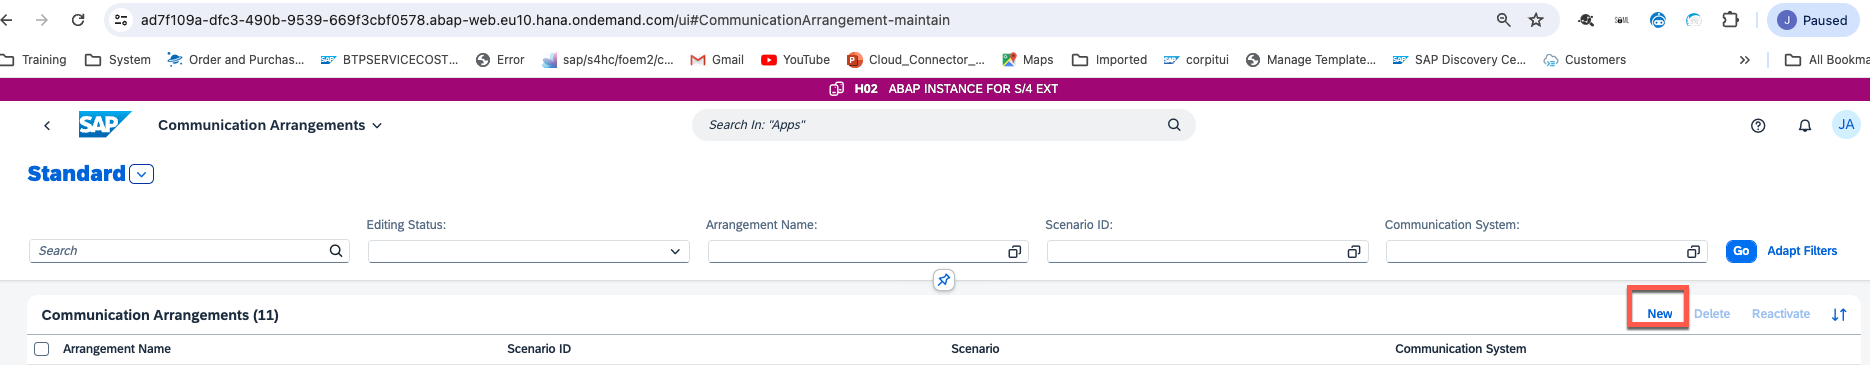 ad7f109a-dfc3-490b-9539-669f3cbf0578.abap-web.eu10.hana.ondemand.com/ui#CommunicationArrangement-maintain
J Paused
Training System Order and Purchas... BTPSERVICECOST... Error sap/s4hc/foem2/c... Gmail YouTube Cloud_Connector_... Maps Imported corpitui Manage Template... SAP Discovery Ce... Customers » All Bookma
H02 ABAP INSTANCE FOR S/4 EXT
SAP Communication Arrangements Search In: "Apps" JA
Standard
Editing Status: Arrangement Name: Scenario ID: Communication System:
Search Go Adapt Filters
Communication Arrangements (11) New Delete Reactivate
Arrangement Name Scenario ID Scenario Communication System